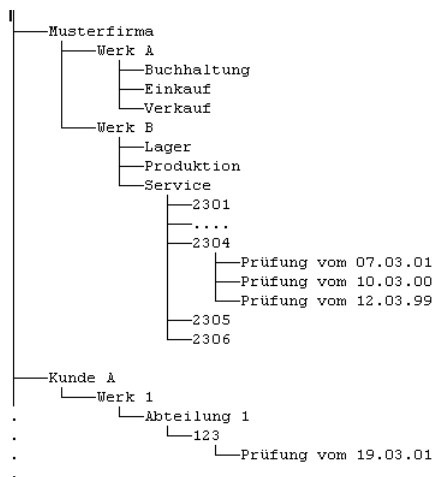 Musterfirma
Werk A
Buchhaltung
Einkauf
Verkauf
Werk B
Lager
Produktion
Service
2301
....
2304
Prüfung vom 07.03.01
Prüfung vom 10.03.00
Prüfung vom 12.03.99
2305
2306
Kunde A
Werk 1
Abteilung 1
123
Prüfung vom 19.03.01